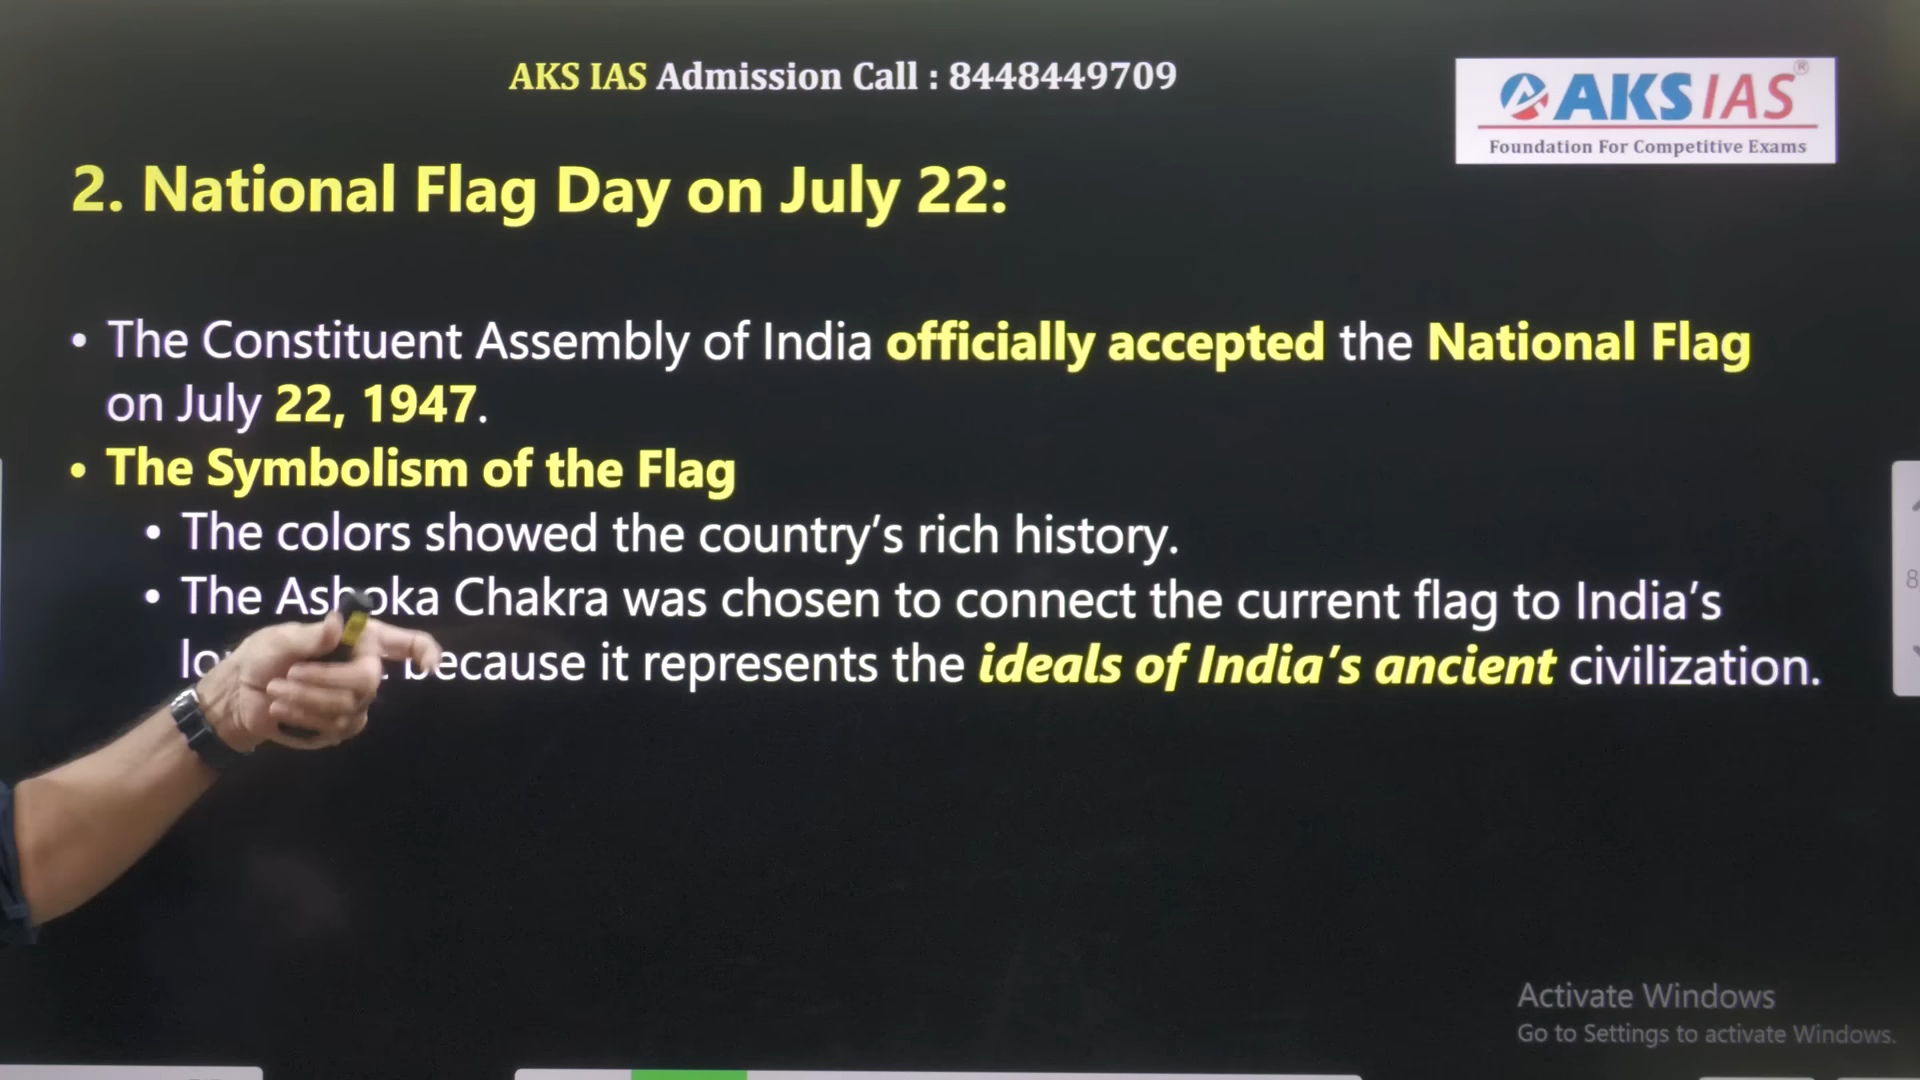 AKS IAS Admission Call : 8448449709
AKS IAS®
Foundation For Competitive Exams
2. National Flag Day on July 22:
• The Constituent Assembly of India officially accepted the National Flag
on July 22, 1947.
• The Symbolism of the Flag
• The colors showed the country’s rich history.
• The Ashoka Chakra was chosen to connect the current flag to India’s
because it represents the ideals of India’s ancient civilization.
8
Activate Windows
Go to Settings to activate Windows.